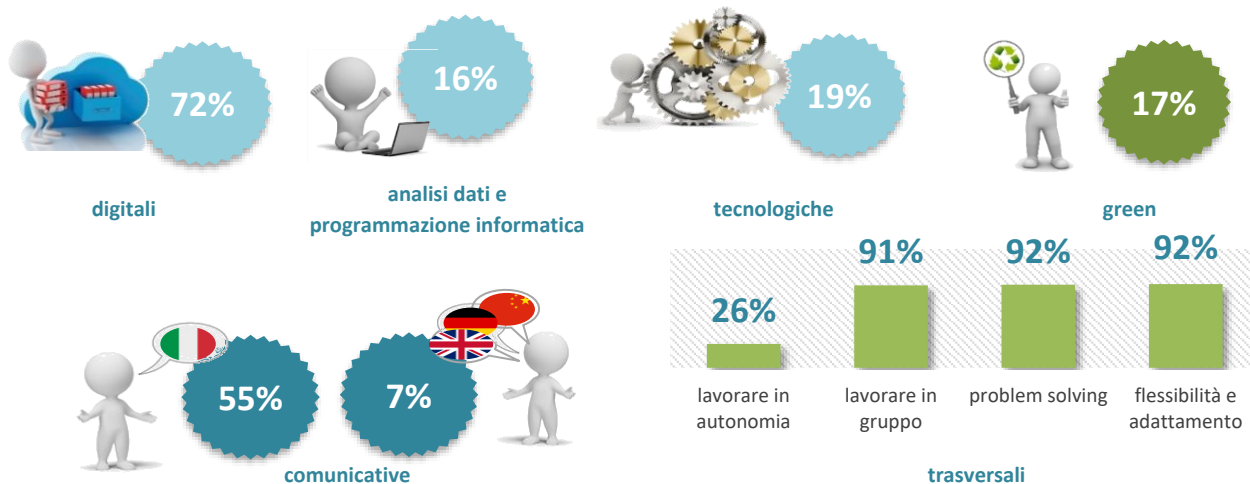 72%
16%
19%
17%
digitali
analisi dati e
programmazione informatica
tecnologiche
green
55%
7%
comunicative
26%
91%
92%
92%
lavorare in
autonomia
lavorare in
gruppo
problem solving
flessibilità e
adattamento
trasversali